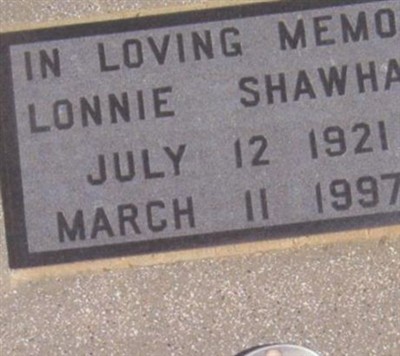 IN LOVING MEMO
LONNIE SHAWHA
JULY 12 1921
MARCH 11 1997